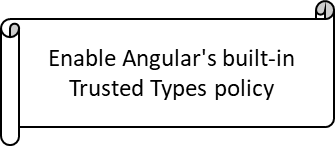 Enable Angular's built-in
Trusted Types policy